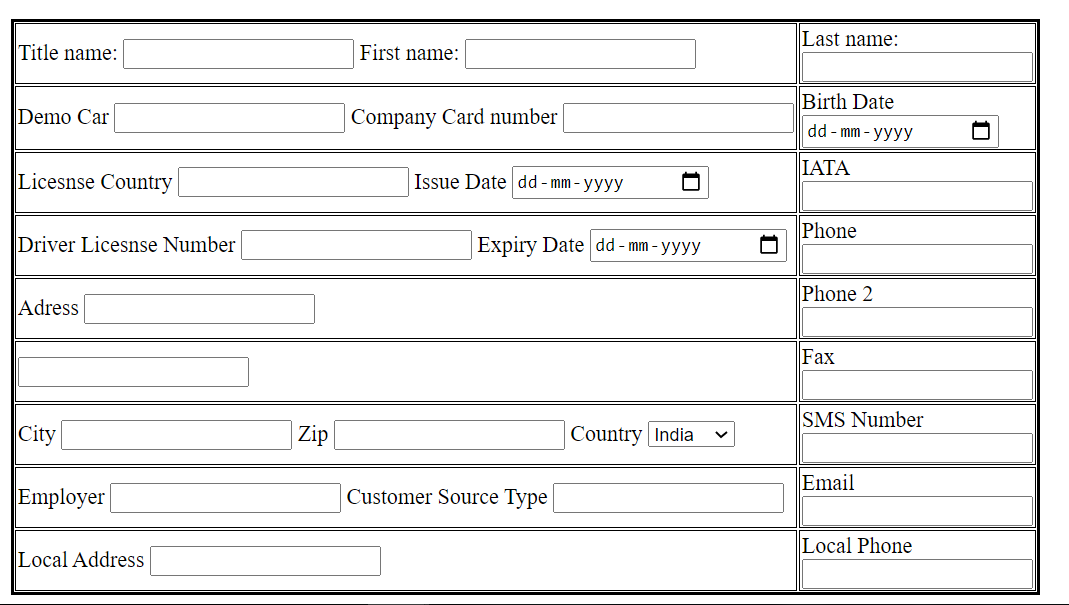 Title name: First name: Last name:
Demo Car Company Card number Birth Date
dd-mm-yyyy
Licesnse Country Issue Date dd-mm-yyyy IATA
Driver Licesnse Number Expiry Date dd-mm-yyyy Phone
Adress Phone 2
Fax
City Zip Country India SMS Number
Employer Customer Source Type Email
Local Address Local Phone